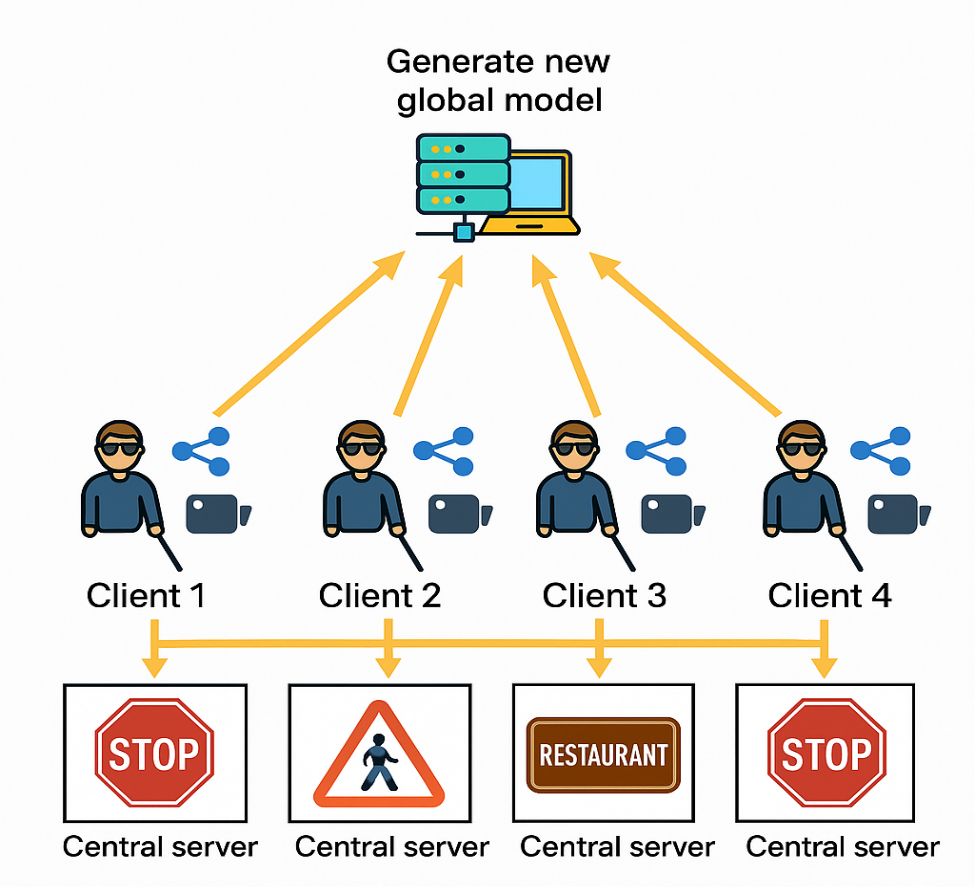 Generate new
global model
Client 1
Client 2
Client 3
Client 4
STOP
RESTAURANT
STOP
Central server
Central server
Central server
Central server